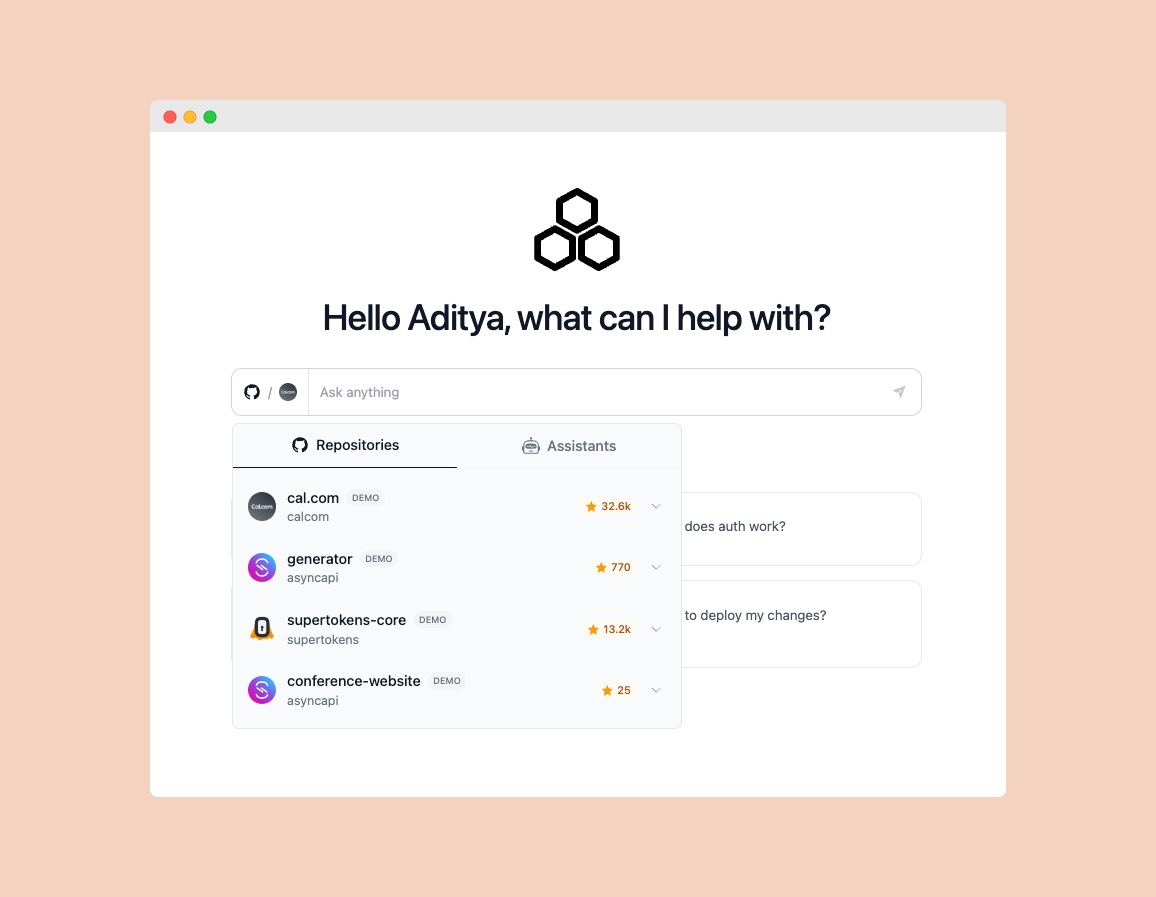 Hello Aditya, what can I help with?
/ Cal.com Ask anything
Repositories Assistants
cal.com DEMO
calcom
32.6k
Cal.com
does auth work?
generator DEMO
asyncapi
770
supertokens-core DEMO
supertokens
13.2k
to deploy my changes?
conference-website DEMO
asyncapi
25